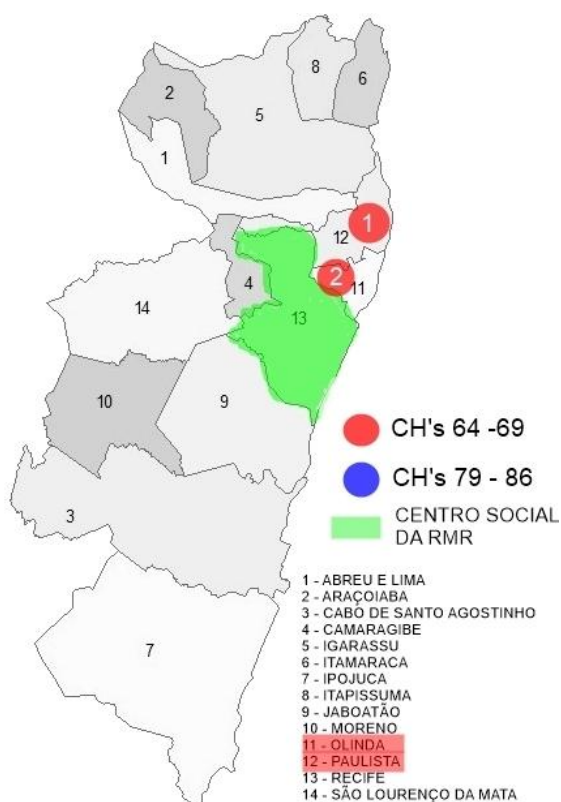 8
6
2
5
1
1
12
2
4
11
13
14
9
10
CH's 64 -69
CH's 79 - 86
3
CENTRO SOCIAL
DA RMR
7
1 - ABREU E LIMA
2 - ARAÇOIABA
3 - CABO DE SANTO AGOSTINHO
4 - CAMARAGIBE
5 - IGARASSU
6 - ITAMARACA
7 - IPOJUCA
8 - ITAPISSUMA
9 - JABOATÃO
10 - MORENO
11 - OLINDA
12 - PAULISTA
13 - RECIFE
14 - SÃO LOURENÇO DA MATA